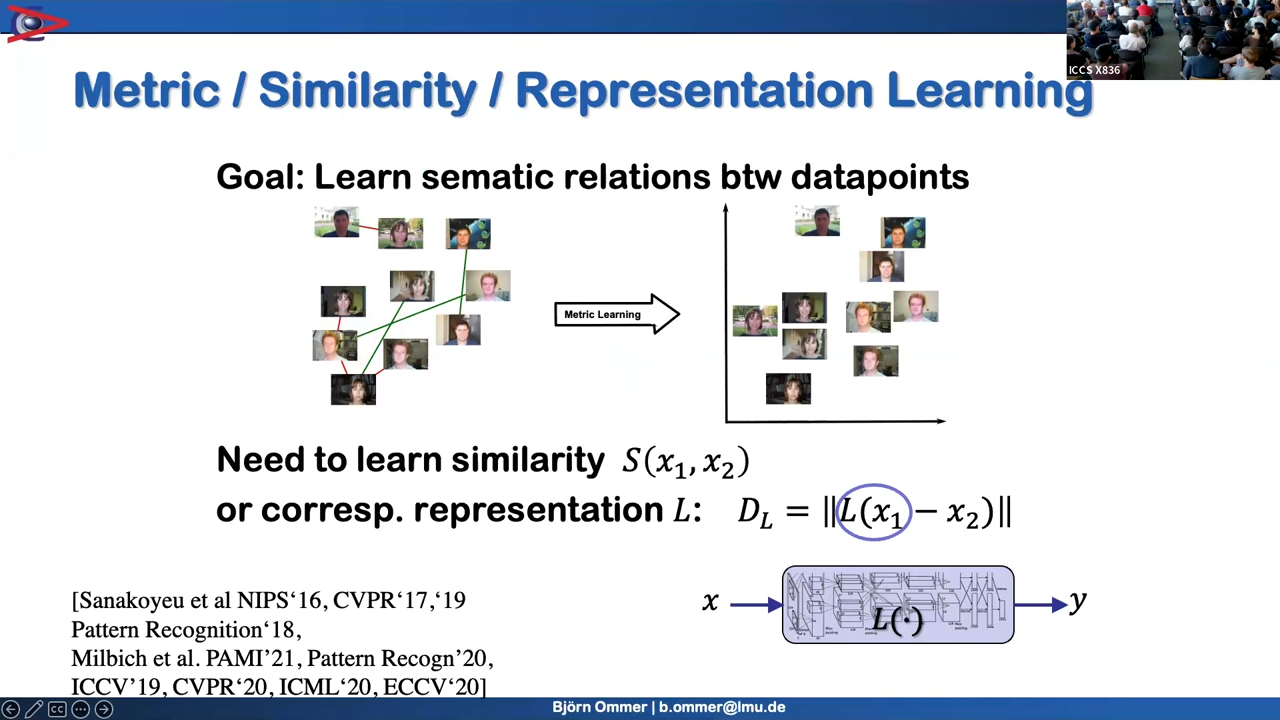 ICCS X836
Metric / Similarity / Representation Learning
Goal: Learn sematic relations btw datapoints
Metric Learning
Need to learn similarity S(x₁, x₂)
or corresp. representation L: D_L = ‖L(x₁ − x₂)‖
x L(·) y
[Sanakoyeu et al NIPS‘16, CVPR‘17,‘19
Pattern Recognition‘18,
Milbich et al. PAMI’21, Pattern Recogn’20,
ICCV’19, CVPR‘20, ICML‘20, ECCV‘20]
CC
Björn Ommer | b.ommer@lmu.de